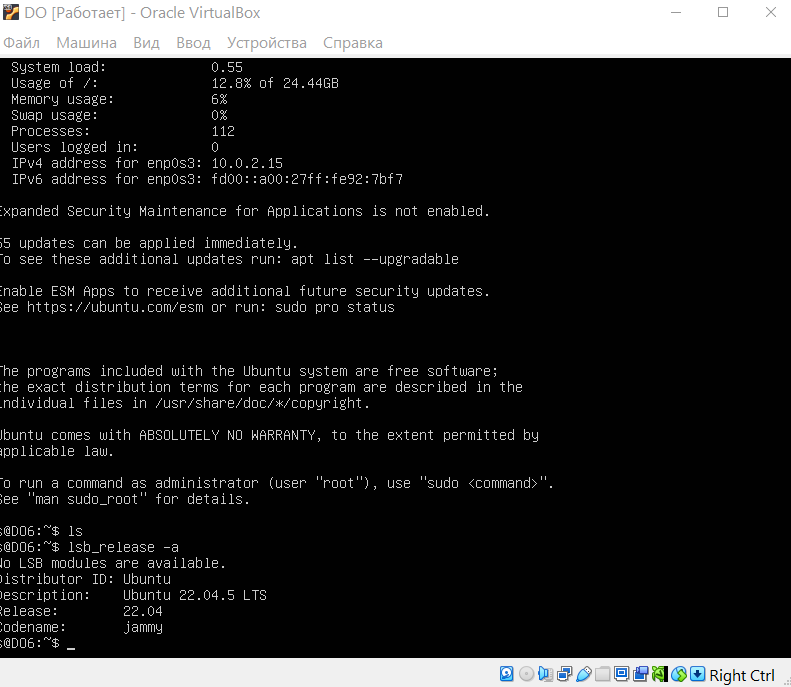 DO [Работает] - Oracle VirtualBox
Файл Машина Вид Ввод Устройства Справка
System load: 0.55
Usage of /: 12.8% of 24.44GB
Memory usage: 6%
Swap usage: 0%
Processes: 112
Users logged in: 0
IPv4 address for enp0s3: 10.0.2.15
IPv6 address for enp0s3: fd00::a00:27ff:fe92:7bf7
Expanded Security Maintenance for Applications is not enabled.
55 updates can be applied immediately.
To see these additional updates run: apt list --upgradable
Enable ESM Apps to receive additional future security updates.
See https://ubuntu.com/esm or run: sudo pro status
The programs included with the Ubuntu system are free software;
the exact distribution terms for each program are described in the
individual files in /usr/share/doc/*/copyright.
Ubuntu comes with ABSOLUTELY NO WARRANTY, to the extent permitted by
applicable law.
To run a command as administrator (user "root"), use "sudo <command>".
See "man sudo_root" for details.
s@DO6:~$ ls
s@DO6:~$ lsb_release -a
No LSB modules are available.
Distributor ID: Ubuntu
Description: Ubuntu 22.04.5 LTS
Release: 22.04
Codename: jammy
s@DO6:~$ _
Right Ctrl